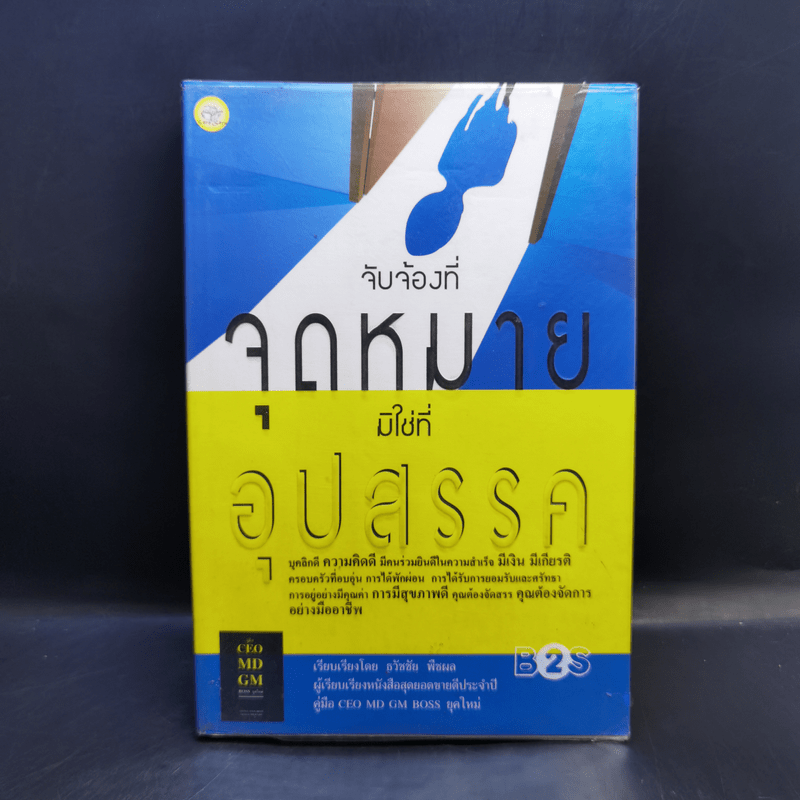 จับจ้องที่
จุดหมาย
มิใช่ที่
อุปสรรค
บุคลิกดี ความคิดดี มีคนร่วมยินดีในความสำเร็จ มีเงิน มีเกียรติ
ครอบครัวที่อบอุ่น การได้พักผ่อน การได้รับการยอมรับและศรัทธา
การอยู่อย่างมีคุณค่า การมีสุขภาพดี คุณต้องจัดสรร คุณต้องจัดการ
อย่างมืออาชีพ
CEO
MD
GM
เรียบเรียงโดย ธวัชชัย พืชผล
ผู้เรียบเรียงหนังสือสุดยอดขายดีประจำปี
คู่มือ CEO MD GM BOSS ยุคใหม่
B2S